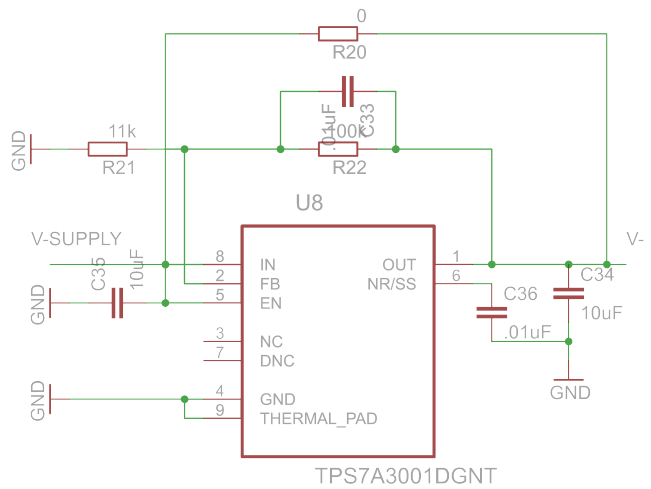 0
R20
.01uF
C33
11k
100k
GND
R21
R22
U8
V-SUPPLY
V-
C35
10uF
8
IN
OUT
1
2
FB
NR/SS
6
C34
GND
5
EN
C36
10uF
.01uF
3
NC
7
DNC
GND
4
GND
GND
9
THERMAL_PAD
TPS7A3001DGNT